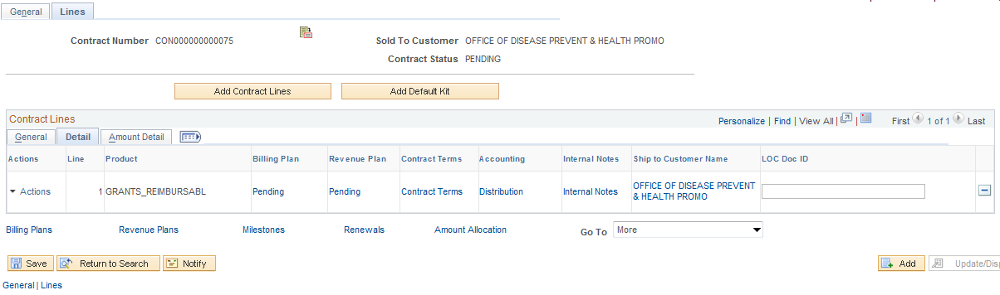 General Lines
Contract Number CON000000000075 Sold To Customer OFFICE OF DISEASE PREVENT & HEALTH PROMO
Contract Status PENDING
Add Contract Lines Add Default Kit
Contract Lines Personalize | Find | View All | | First 1 of 1 Last
General Detail Amount Detail
Actions Line Product Billing Plan Revenue Plan Contract Terms Accounting Internal Notes Ship to Customer Name LOC Doc ID
Actions 1 GRANTS_REIMBURSABL Pending Pending Contract Terms Distribution Internal Notes OFFICE OF DISEASE PREVENT
& HEALTH PROMO
Billing Plans Revenue Plans Milestones Renewals Amount Allocation Go To More
Save Return to Search Notify Add Update/Disp
General | Lines